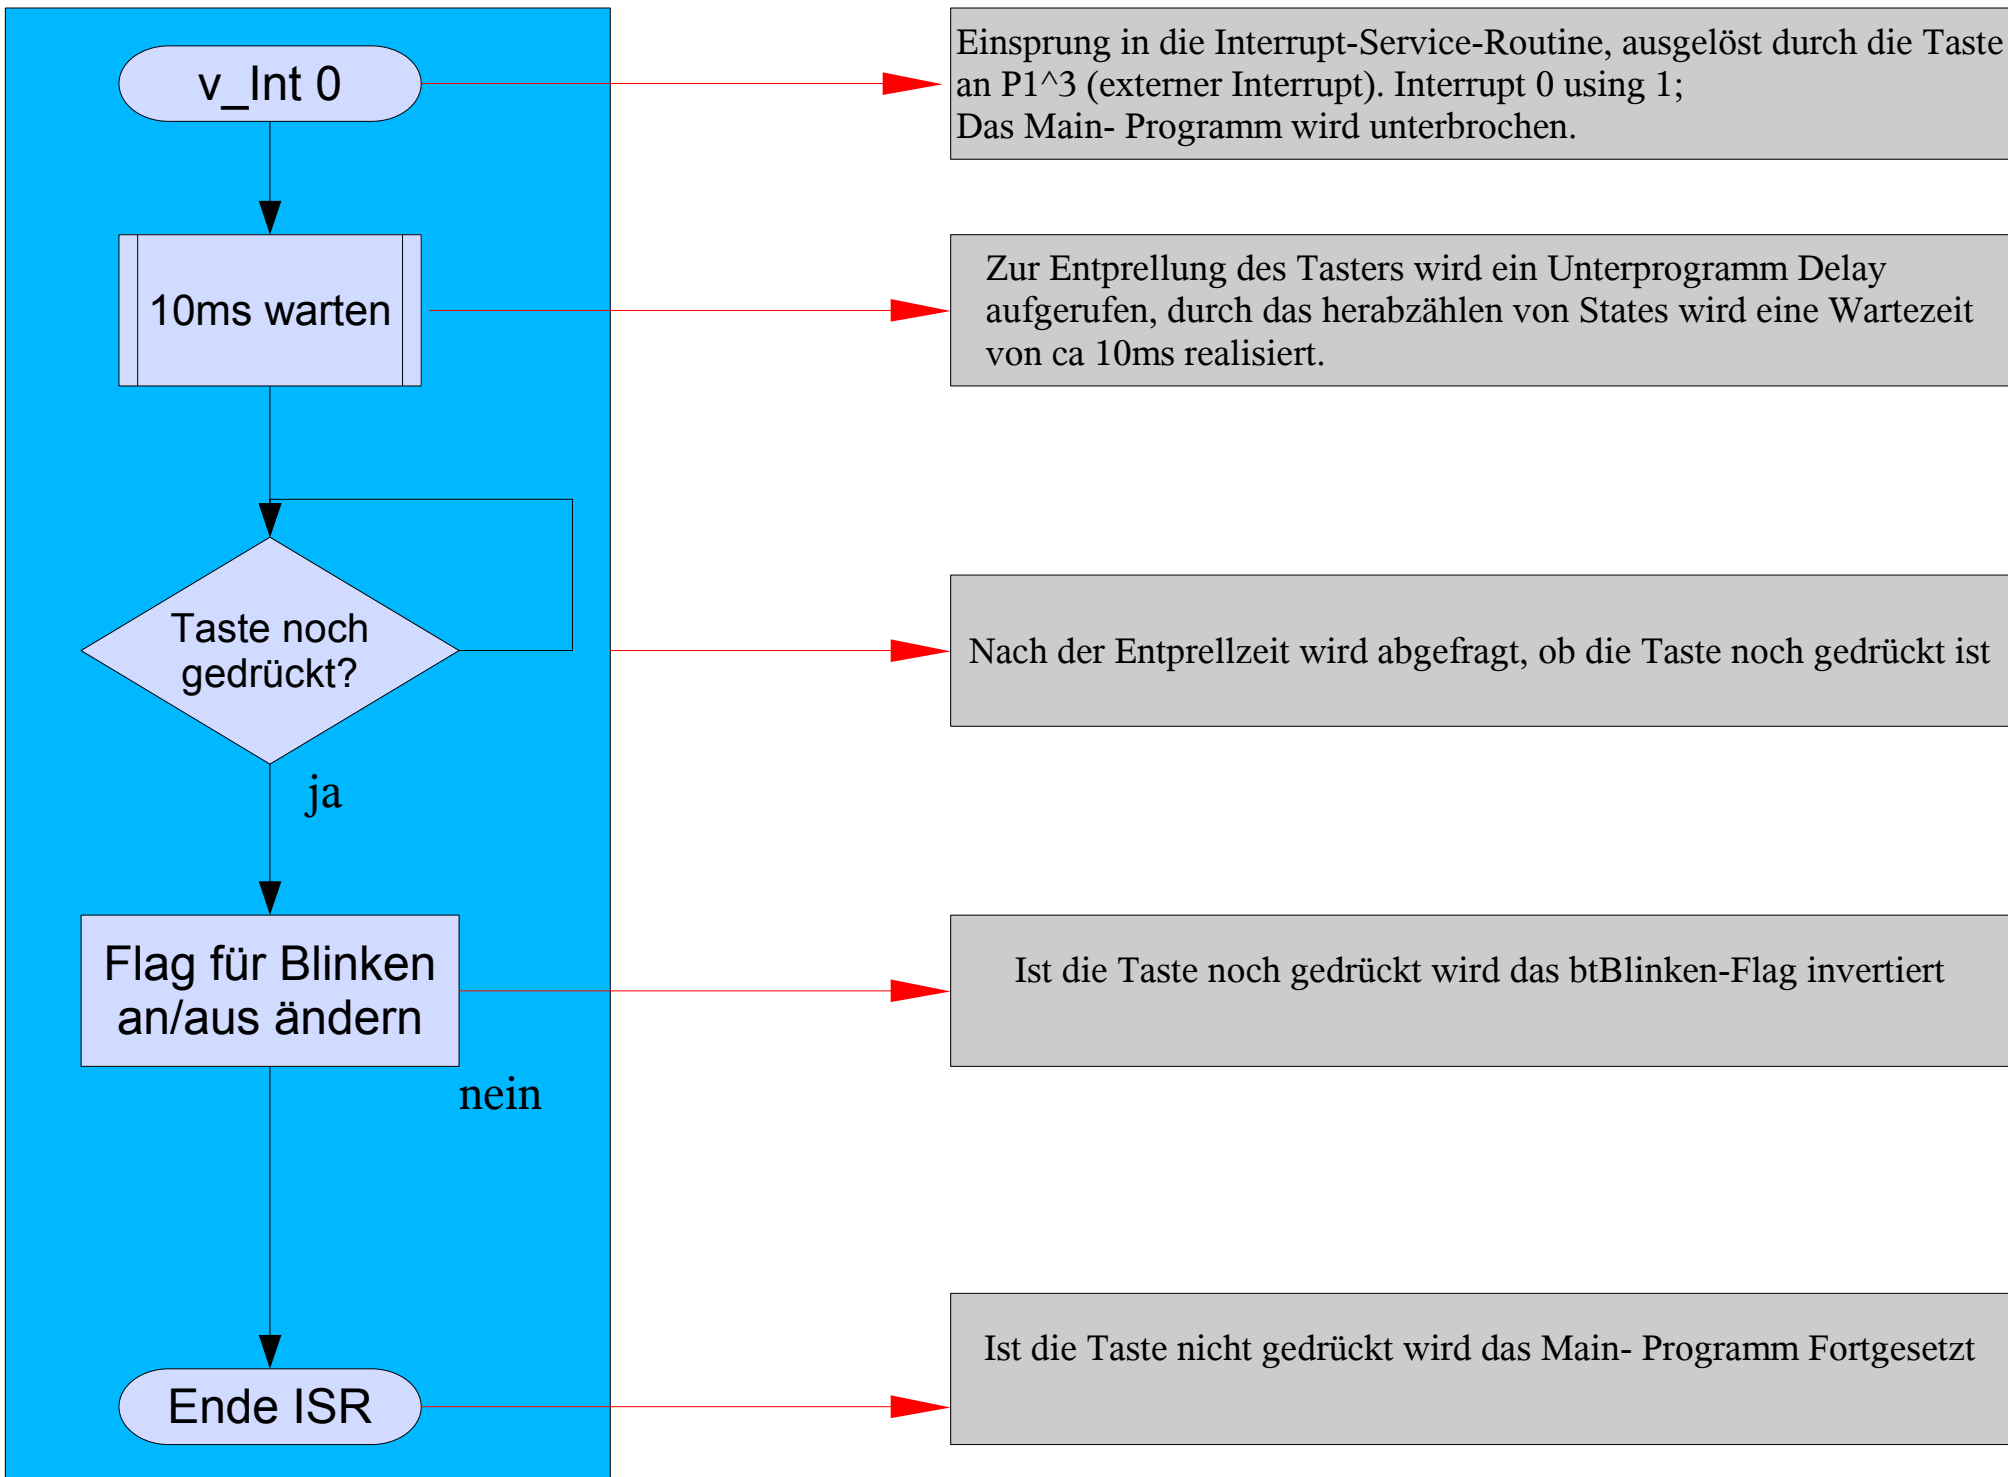 v_Int 0
Einsprung in die Interrupt-Service-Routine, ausgelöst durch die Taste
an P1^3 (externer Interrupt). Interrupt 0 using 1;
Das Main- Programm wird unterbrochen.
10ms warten
Zur Entprellung des Tasters wird ein Unterprogramm Delay
aufgerufen, durch das herabzählen von States wird eine Wartezeit
von ca 10ms realisiert.
Taste noch
gedrückt?
Nach der Entprellzeit wird abgefragt, ob die Taste noch gedrückt ist
ja
Flag für Blinken
an/aus ändern
Ist die Taste noch gedrückt wird das btBlinken-Flag invertiert
nein
Ist die Taste nicht gedrückt wird das Main- Programm Fortgesetzt
Ende ISR